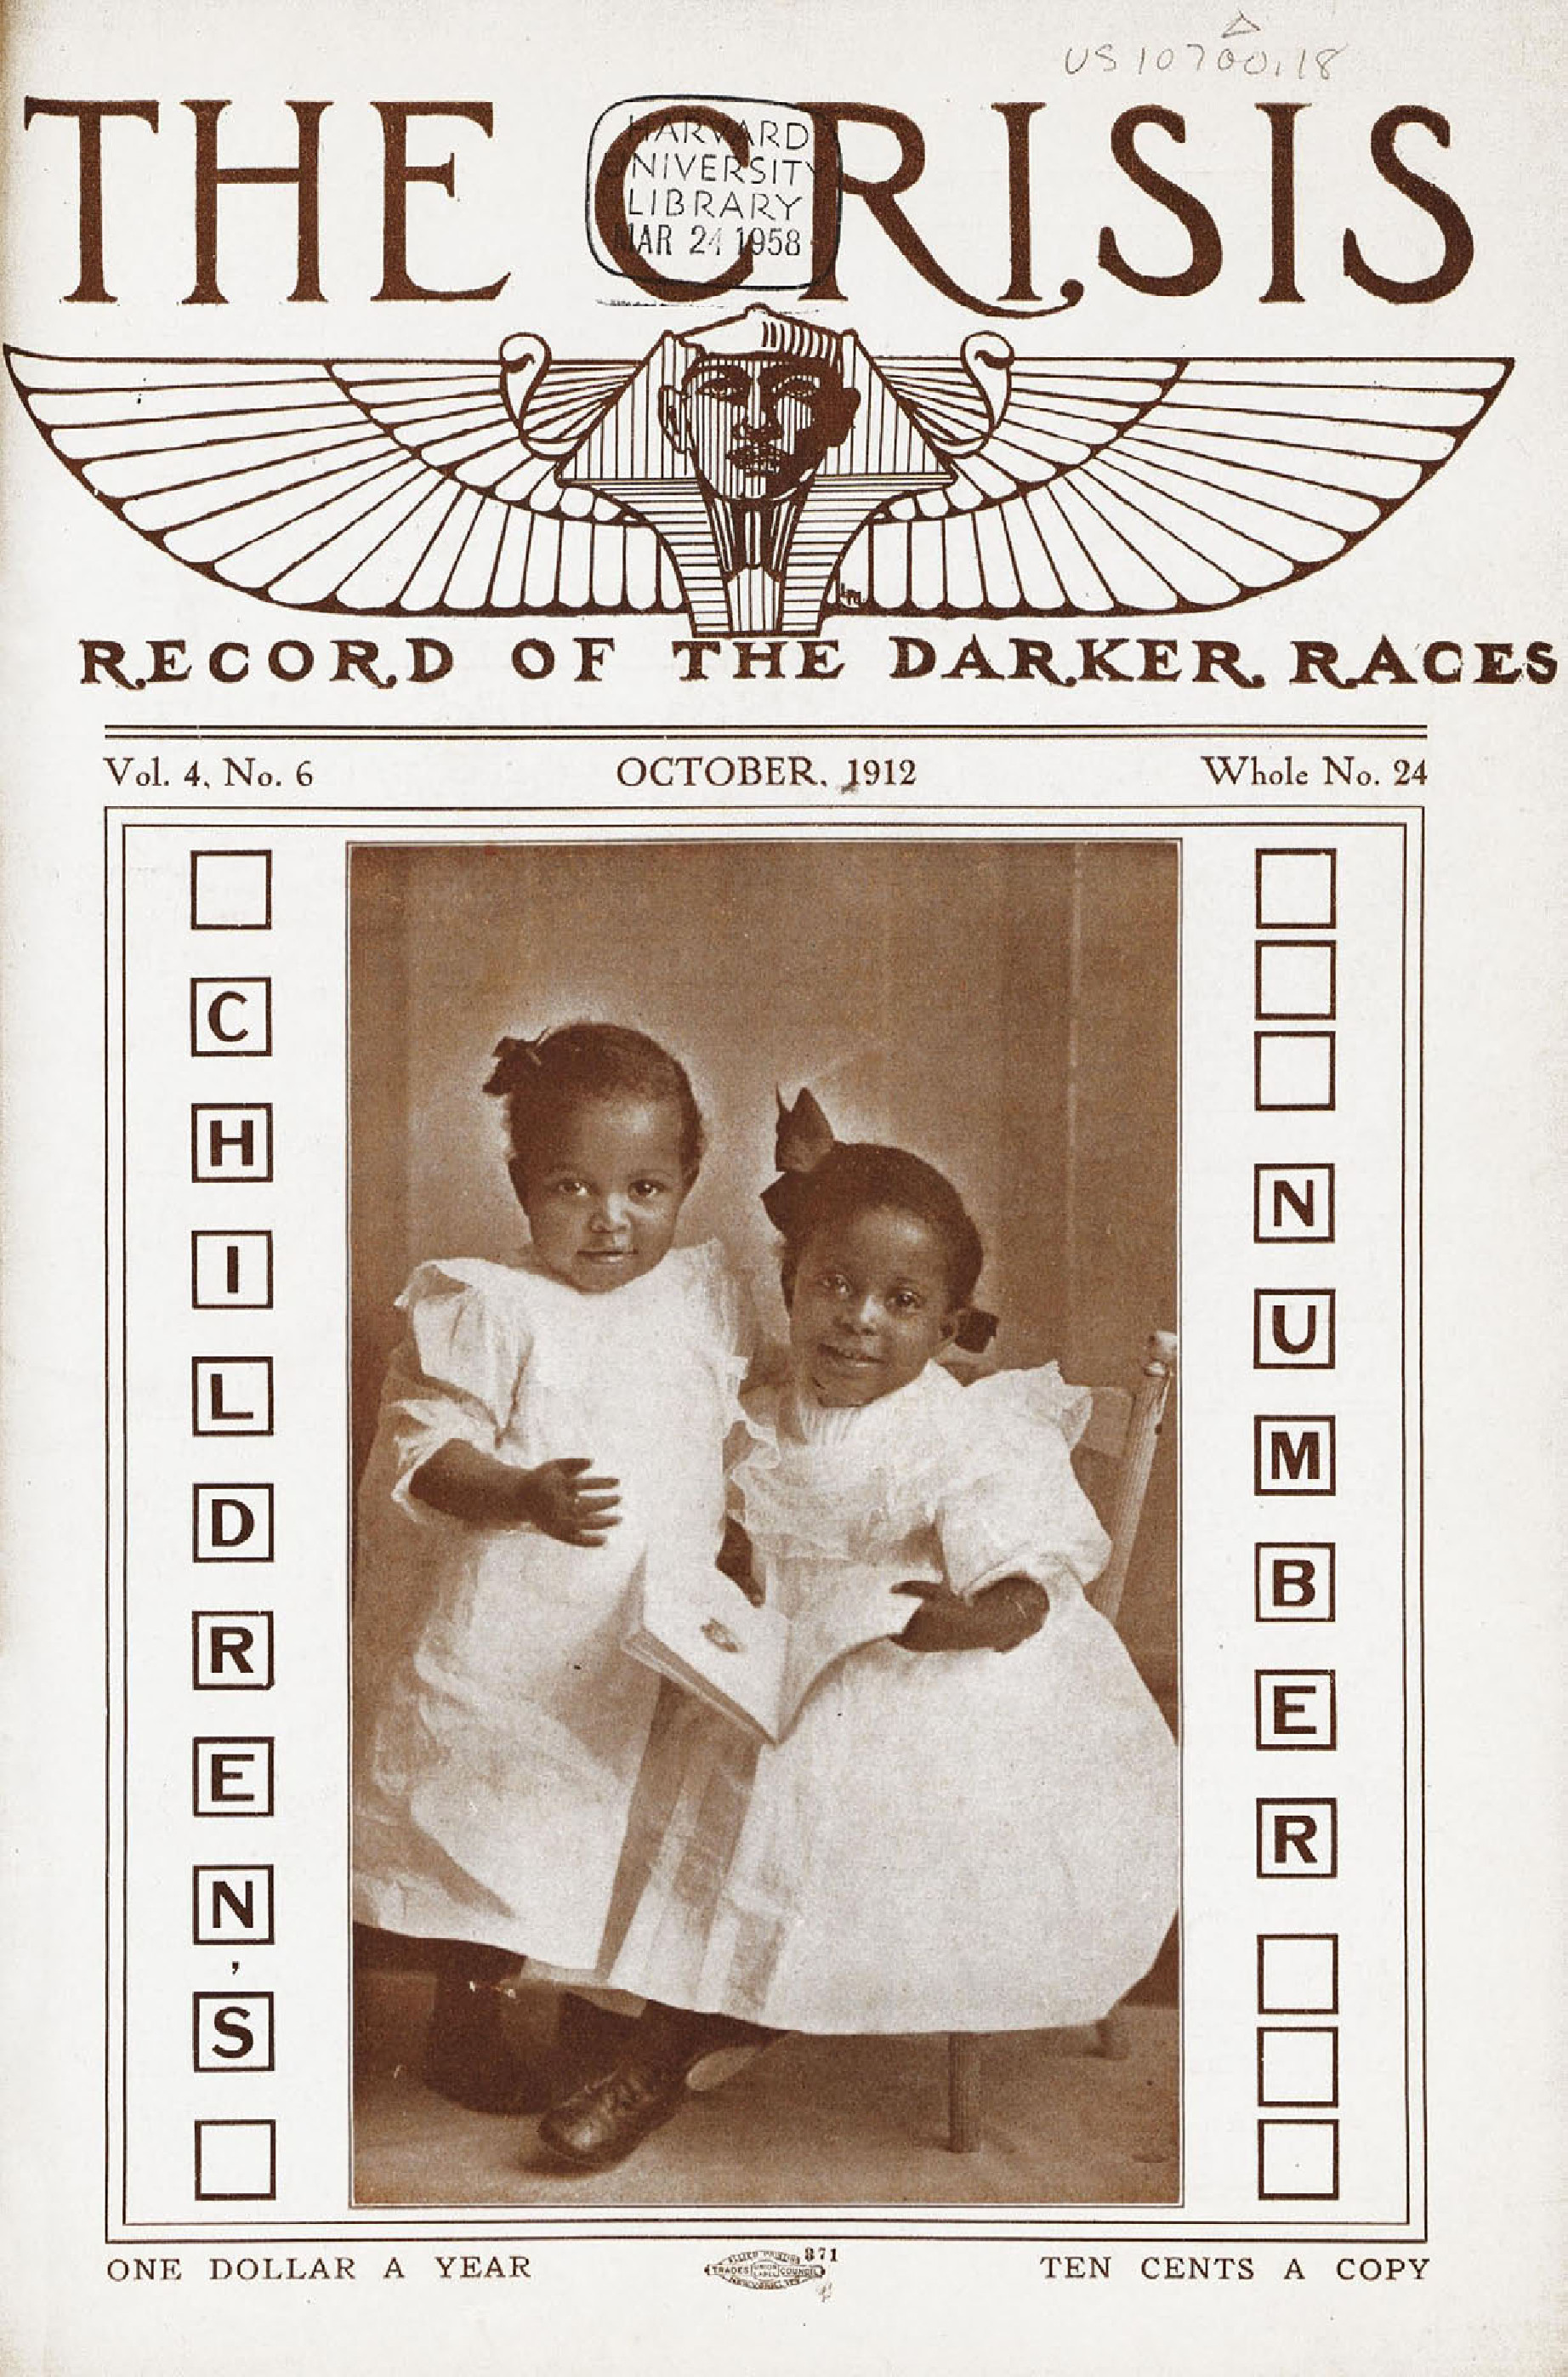 US 10700.18
THE CRISIS
HARVARD
UNIVERSITY
LIBRARY
MAR 24 1958
RECORD OF THE DARKER RACES
Vol. 4, No. 6 OCTOBER, 1912 Whole No. 24
CHILDREN'S
NUMBER
ONE DOLLAR A YEAR
ALLIED PRINTING
TRADES UNION LABEL COUNCIL
871
TEN CENTS A COPY